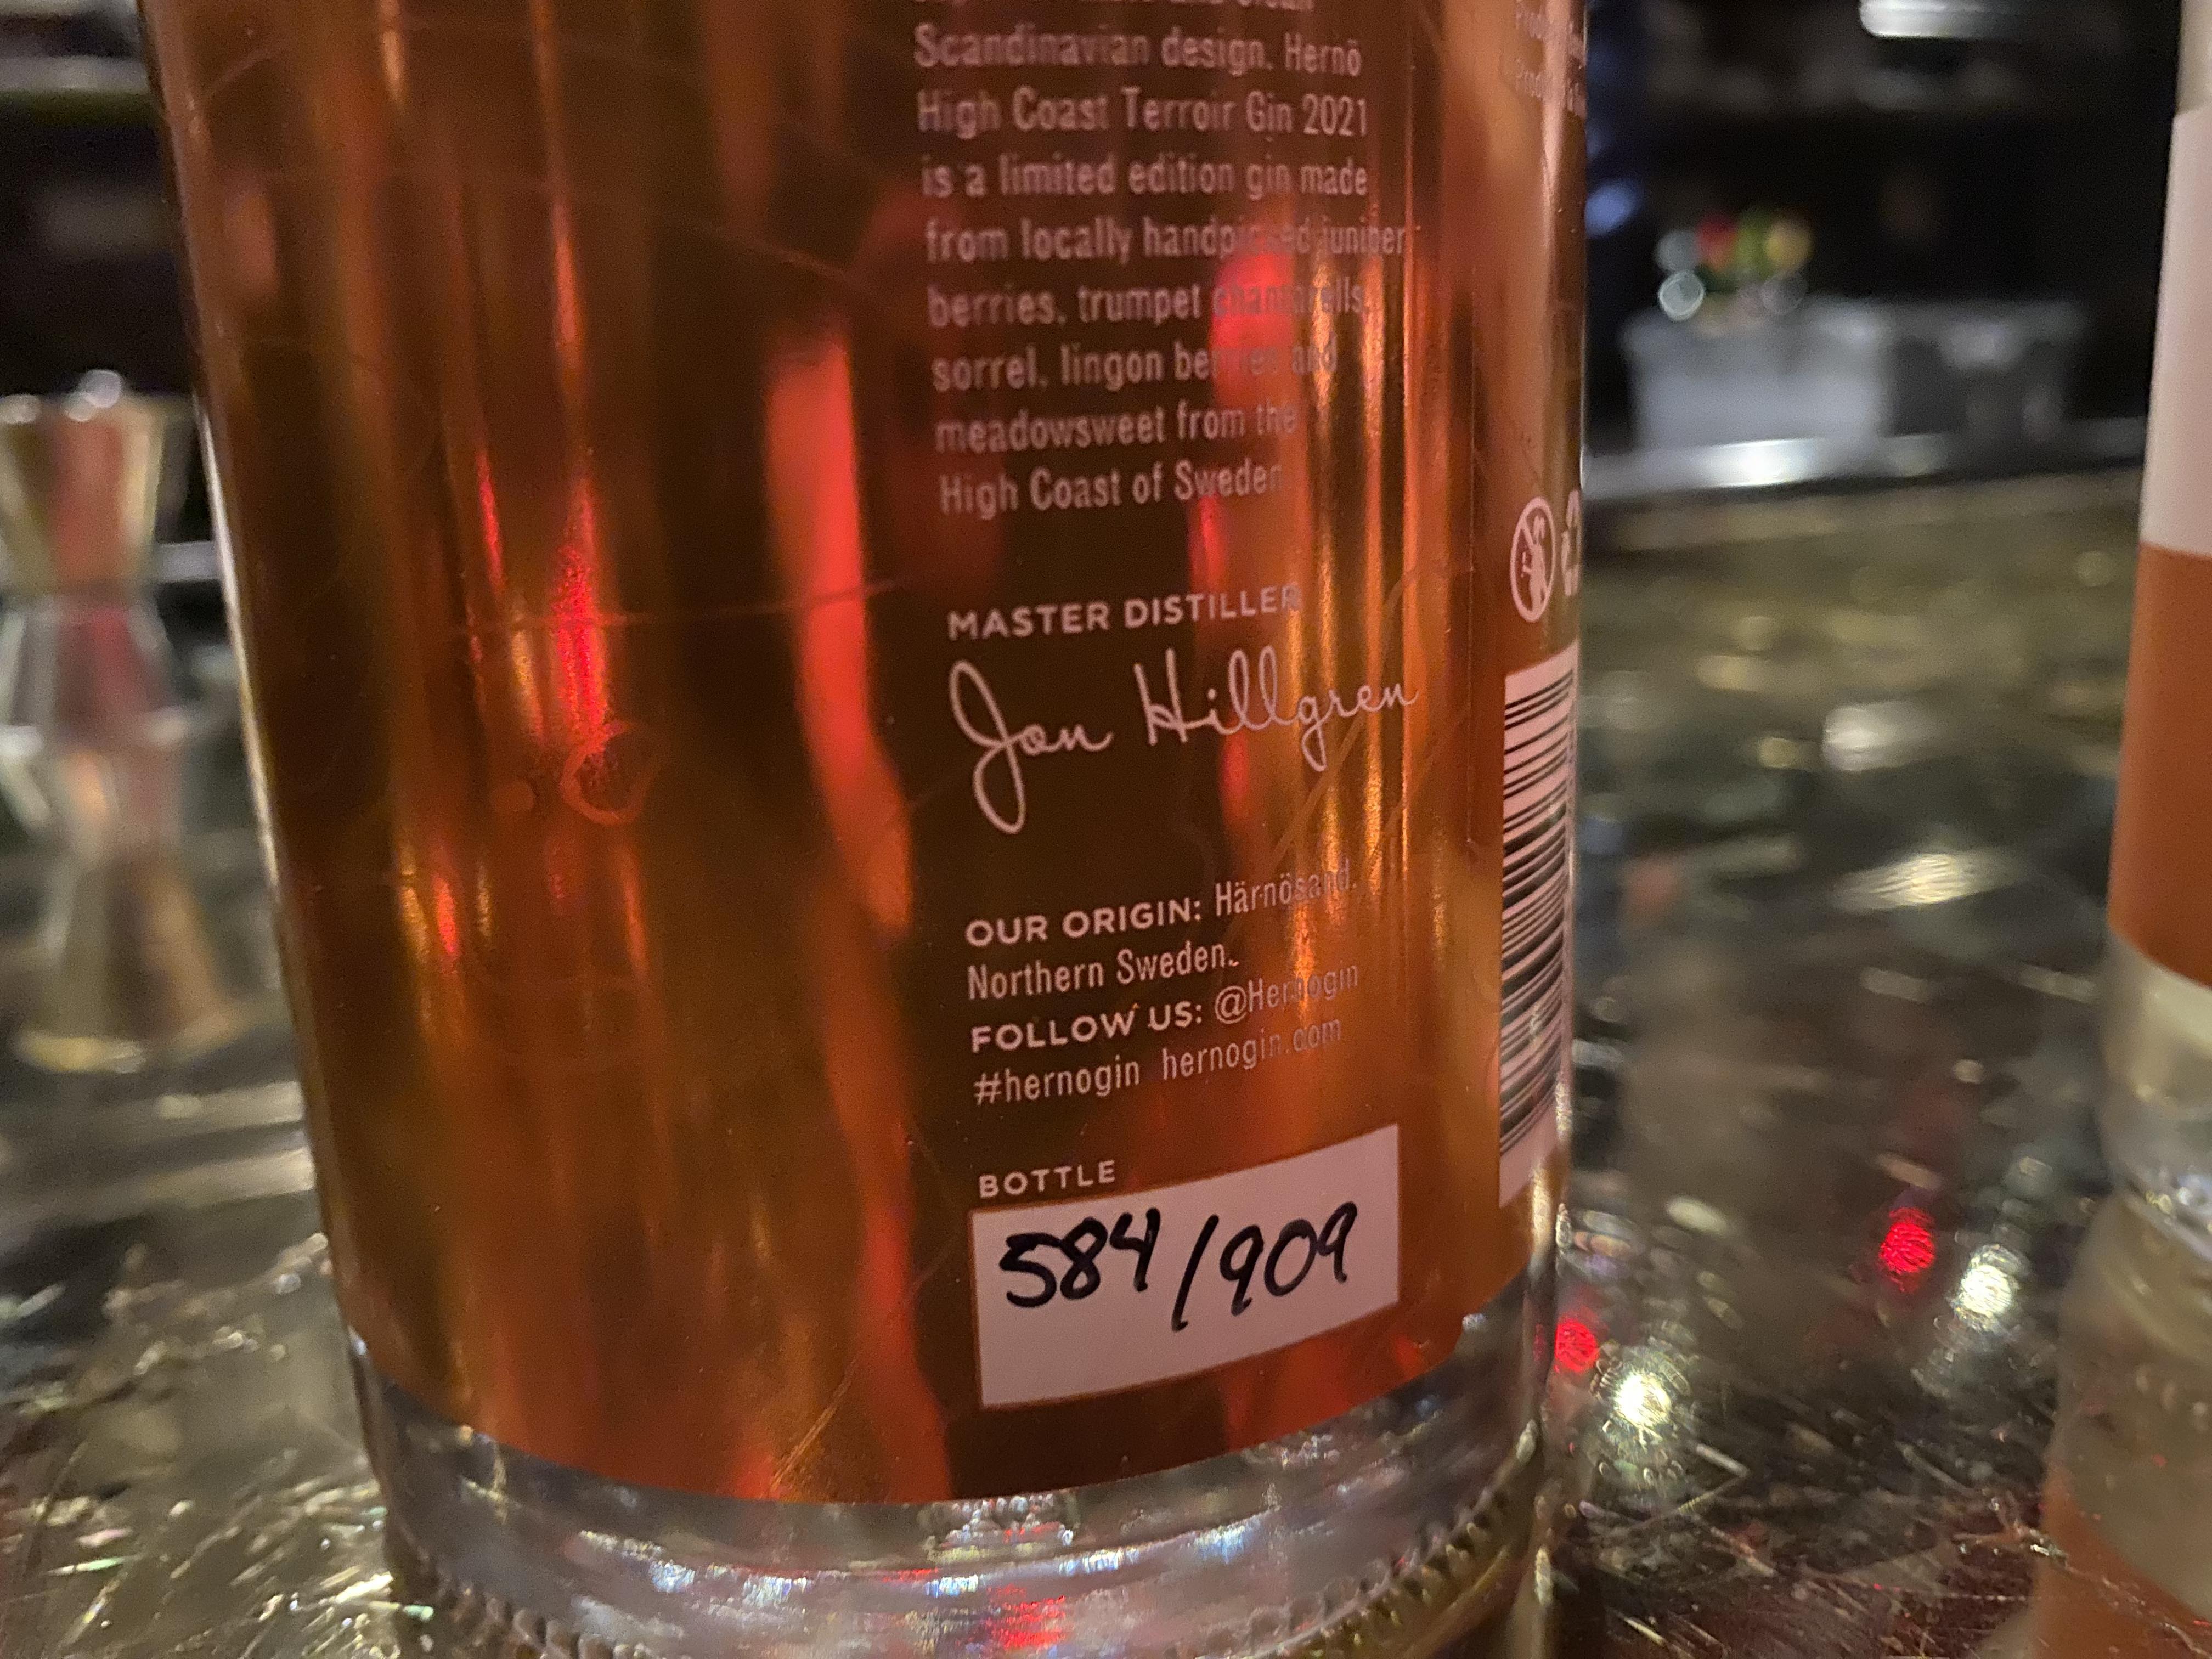 Scandinavian design. Hernö
High Coast Terroir Gin 2021
is a limited edition gin made
from locally handpicked juniper
berries, trumpet chantarells,
sorrel, lingon berries and
meadowsweet from the
High Coast of Sweden
MASTER DISTILLER
Jon Hillgren
OUR ORIGIN: Härnösand,
Northern Sweden.
FOLLOW US: @Hernogin
#hernogin hernogin.com
BOTTLE
584/909